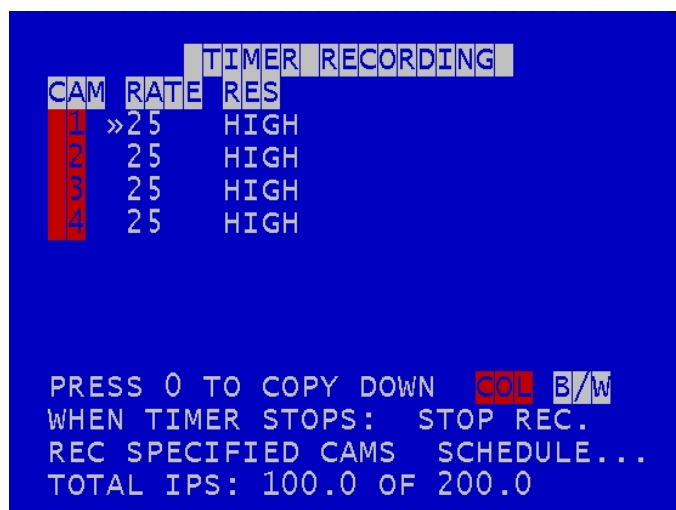 TIMER RECORDING
CAM RATE RES
1 »25 HIGH
2 25 HIGH
3 25 HIGH
4 25 HIGH
PRESS 0 TO COPY DOWN COL B/W
WHEN TIMER STOPS: STOP REC.
REC SPECIFIED CAMS SCHEDULE...
TOTAL IPS: 100.0 OF 200.0